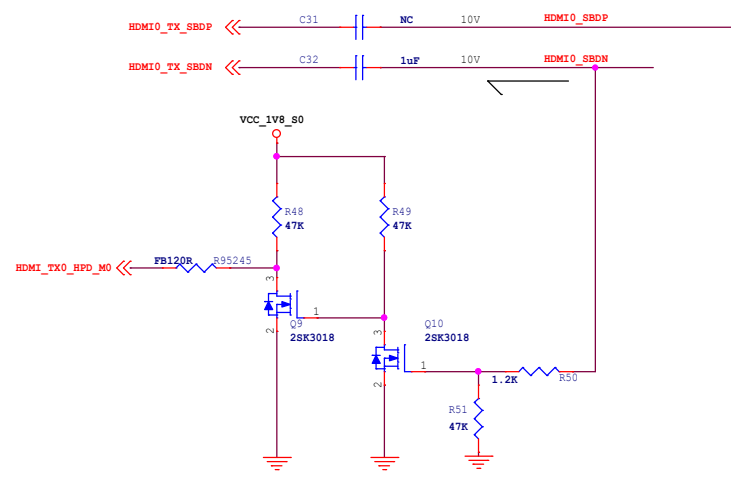 HDMI0_TX_SBDP C31 NC 10V HDMI0_SBDP
HDMI0_TX_SBDN C32 1uF 10V HDMI0_SBDN
VCC_1V8_S0
R48 R49
47K 47K
HDMI_TX0_HPD_M0 FB120R R95245
3
1
2
Q9
2SK3018
Q10
2SK3018
3
1
2
1.2K R50
R51
47K